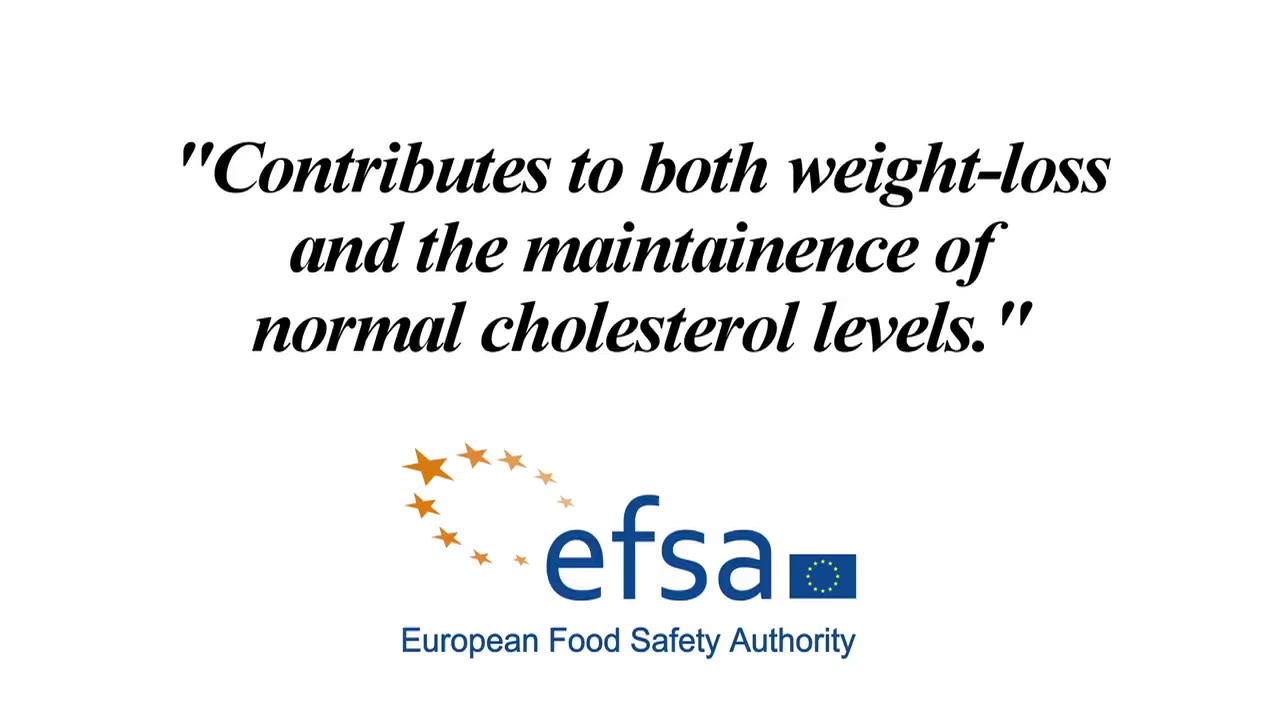 "Contributes to both weight-loss
and the maintainence of
normal cholesterol levels."
efsa
European Food Safety Authority